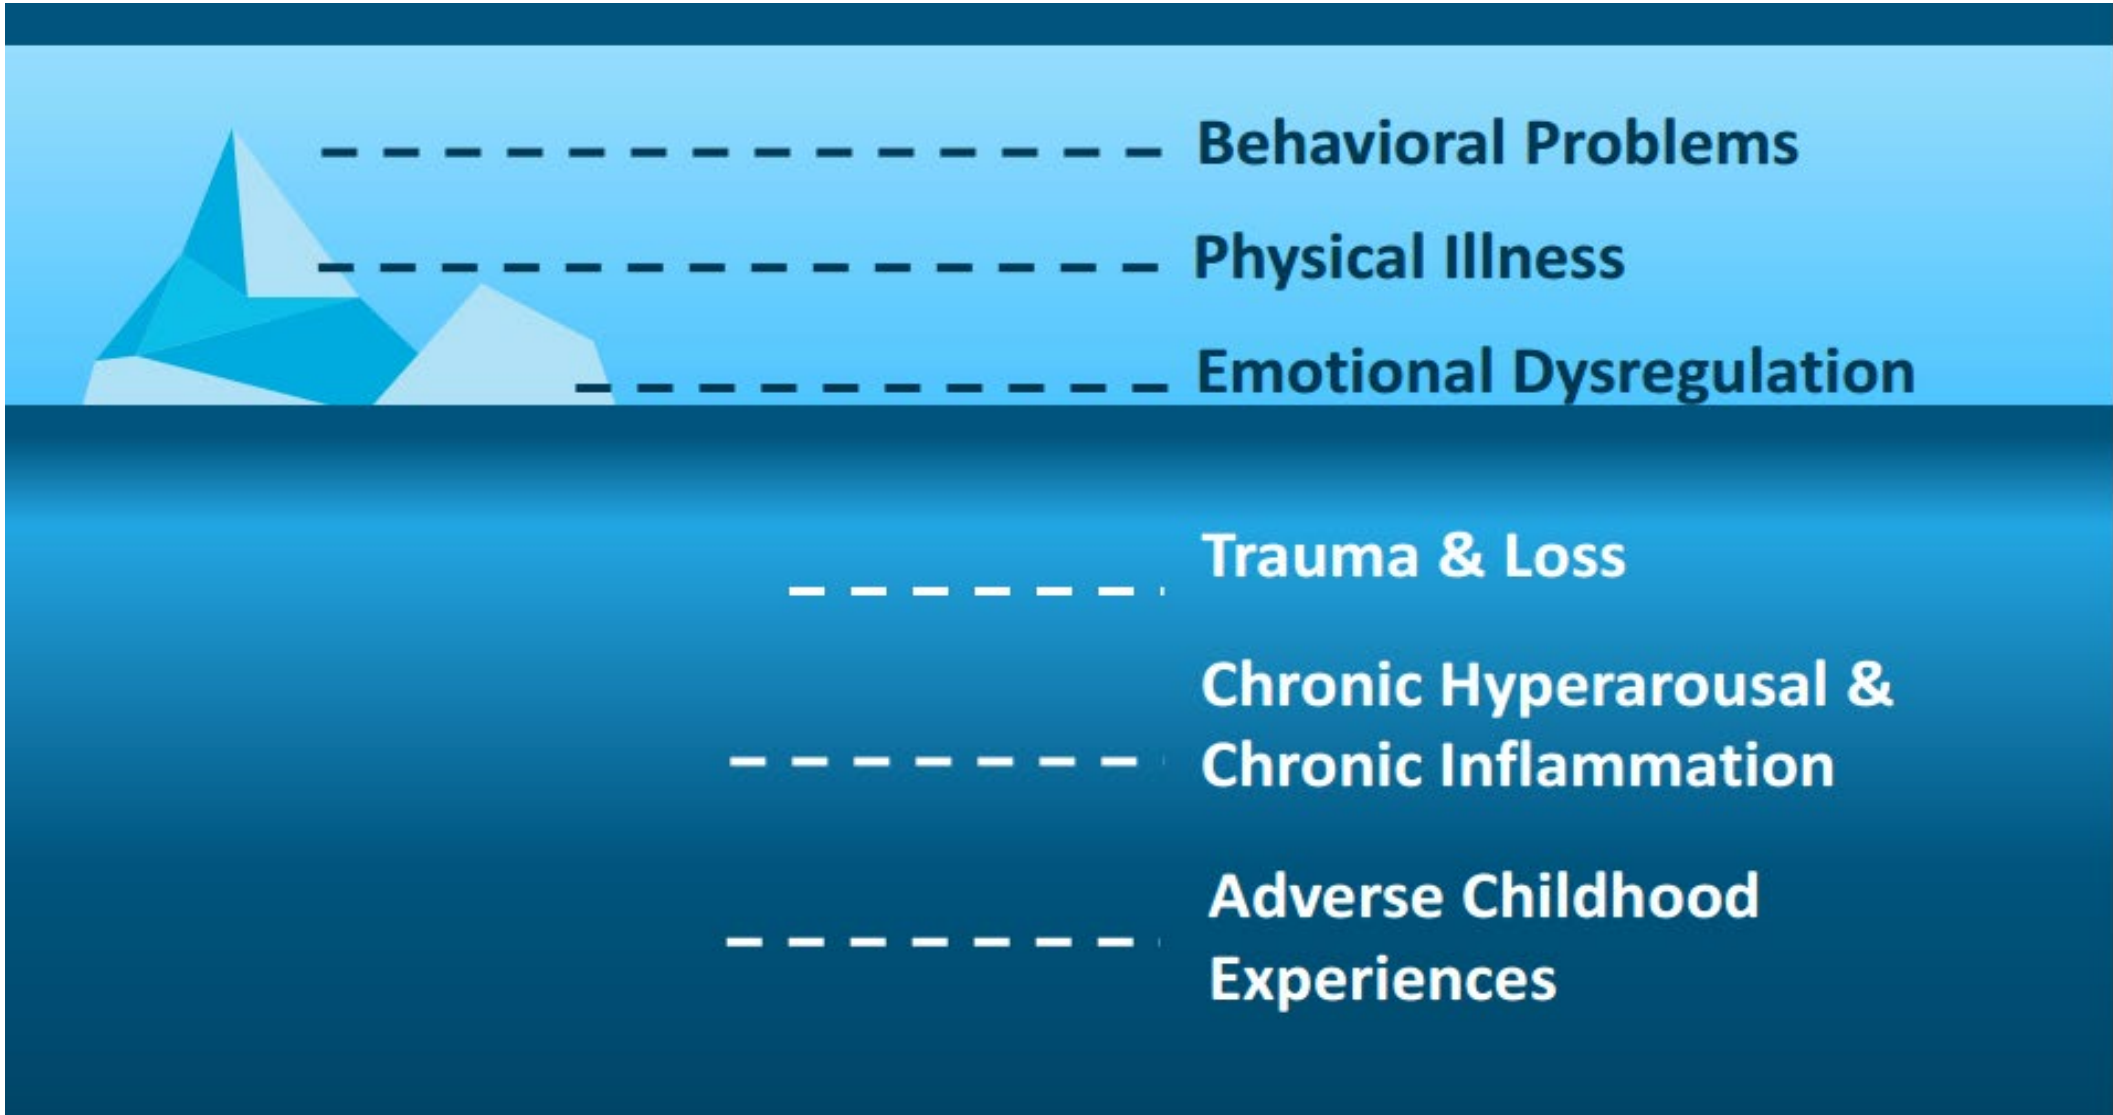 Behavioral Problems
Physical Illness
Emotional Dysregulation
Trauma & Loss
Chronic Hyperarousal &
Chronic Inflammation
Adverse Childhood
Experiences